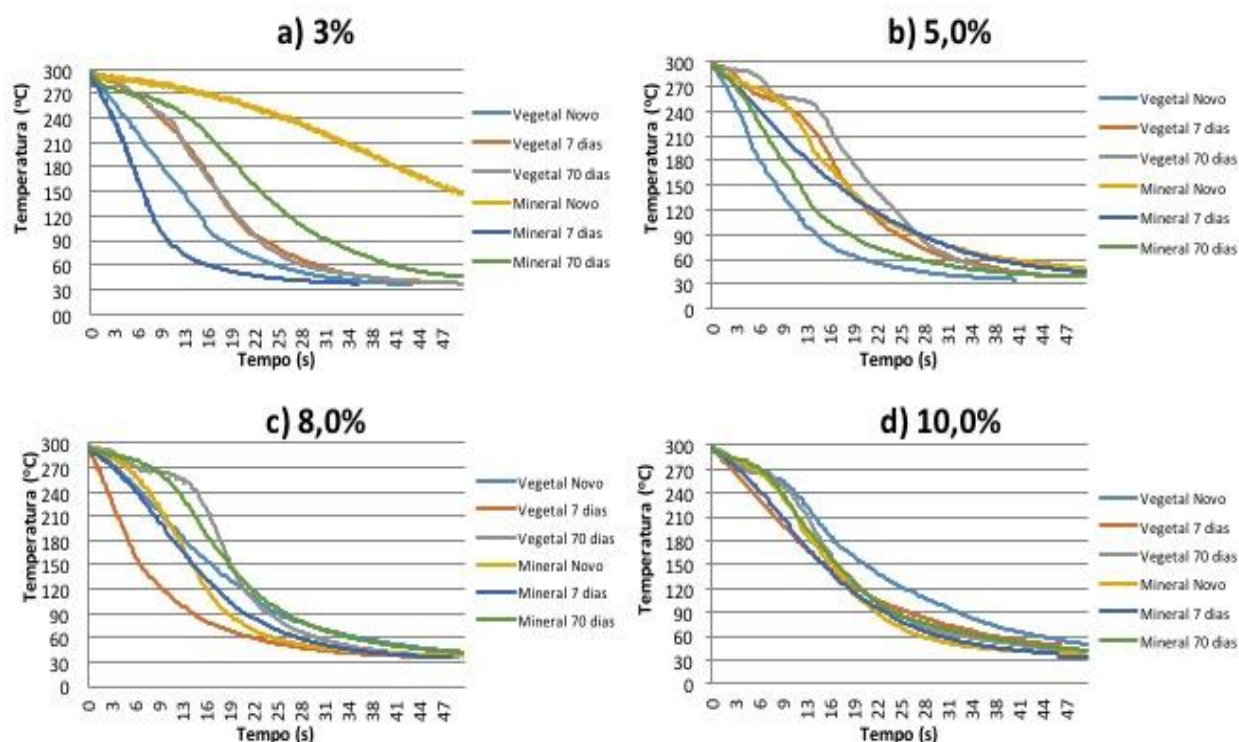 a) 3%
Temperatura (ºC)
300
270
240
210
180
150
120
90
60
30
00
0 3 6 9 13 16 19 22 25 28 31 34 38 41 44 47
Tempo (s)
Vegetal Novo
Vegetal 7 dias
Vegetal 70 dias
Mineral Novo
Mineral 7 dias
Mineral 70 dias
b) 5,0%
Temperatura (ºC)
300
270
240
210
180
150
120
90
60
30
0
0 3 6 9 13 16 19 22 25 28 31 34 38 41 44 47
Tempo (s)
Vegetal Novo
Vegetal 7 dias
Vegetal 70 dias
Mineral Novo
Mineral 7 dias
Mineral 70 dias
c) 8,0%
Temperatura (ºC)
300
270
240
210
180
150
120
90
60
30
0
0 3 6 9 13 16 19 22 25 28 31 34 38 41 44 47
Tempo (s)
Vegetal Novo
Vegetal 7 dias
Vegetal 70 dias
Mineral Novo
Mineral 7 dias
Mineral 70 dias
d) 10,0%
Temperatura (ºC)
300
270
240
210
180
150
120
90
60
30
0
0 3 6 9 13 16 19 22 25 28 31 34 38 41 44 47
Tempo (s)
Vegetal Novo
Vegetal 7 dias
Vegetal 70 dias
Mineral Novo
Mineral 7 dias
Mineral 70 dias